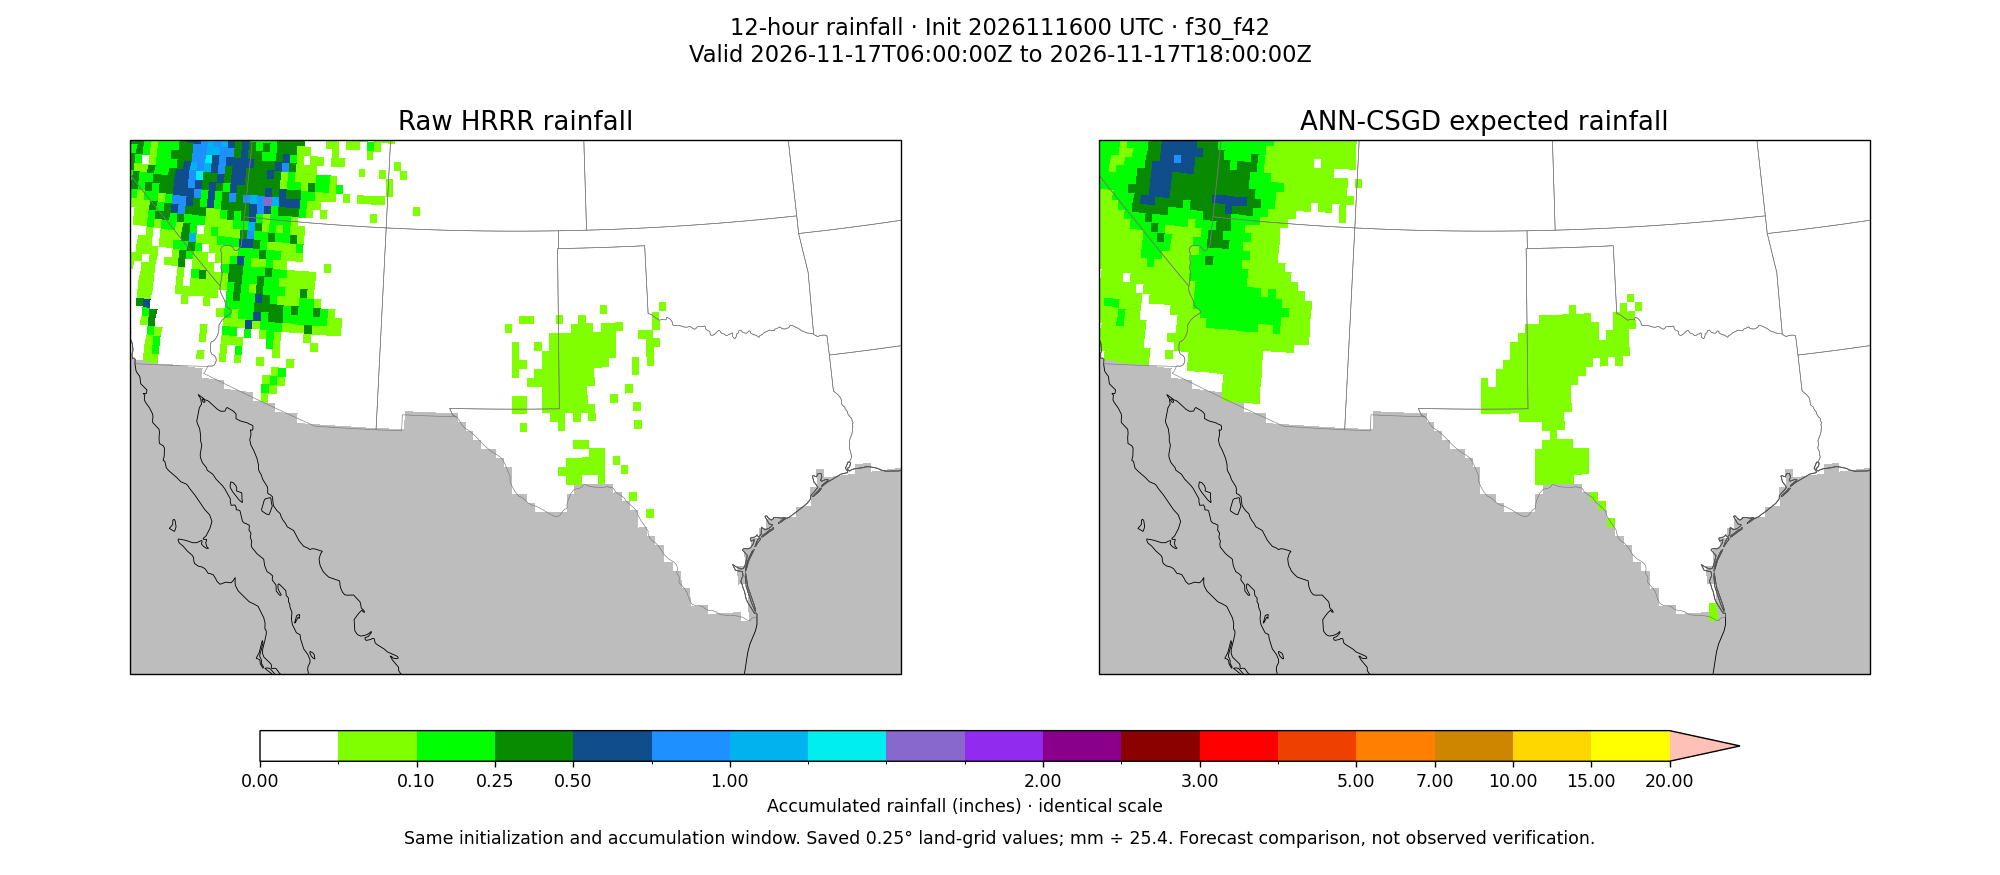 12-hour rainfall · Init 2026111600 UTC · f30_f42
Valid 2026-11-17T06:00:00Z to 2026-11-17T18:00:00Z
Raw HRRR rainfall
ANN-CSGD expected rainfall
0.00 0.10 0.25 0.50 1.00 2.00 3.00 5.00 7.00 10.00 15.00 20.00
Accumulated rainfall (inches) · identical scale
Same initialization and accumulation window. Saved 0.25° land-grid values; mm ÷ 25.4. Forecast comparison, not observed verification.